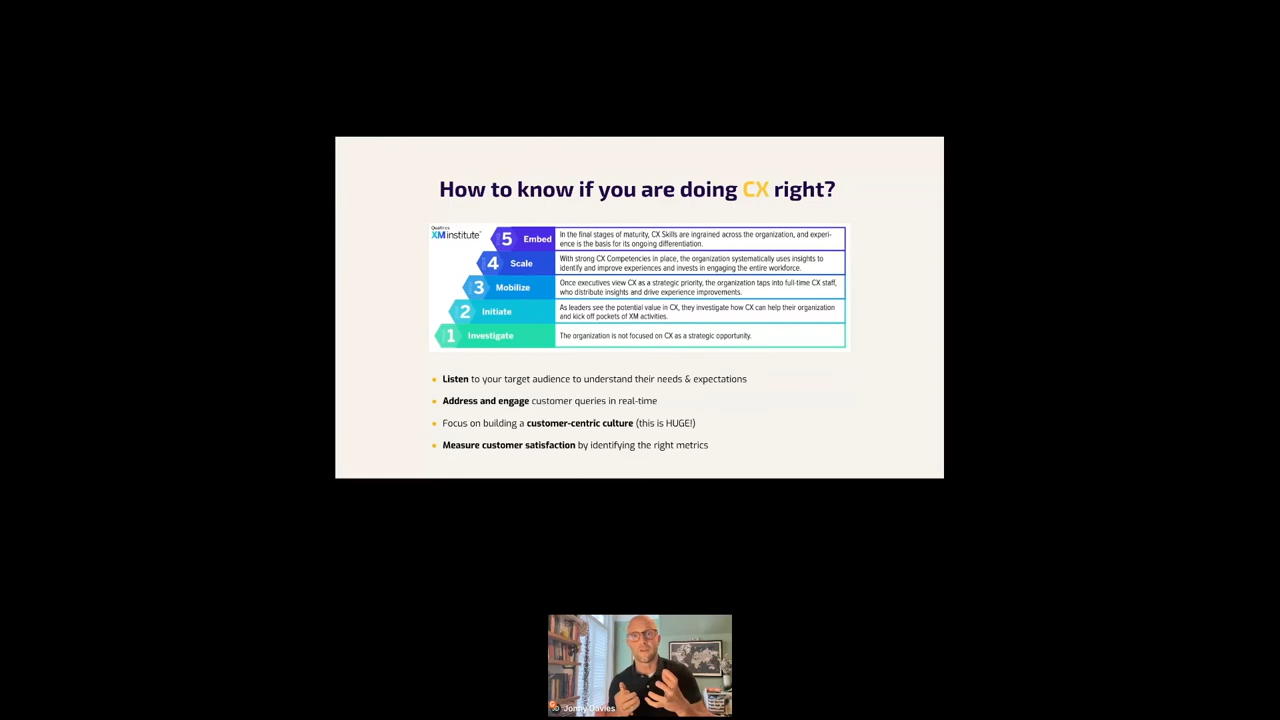 How to know if you are doing CX right?
Qualtrics
XM institute™
5 Embed
In the final stages of maturity, CX Skills are ingrained across the organization, and experi-
ence is the basis for its ongoing differentiation.
4 Scale
With strong CX Competencies in place, the organization systematically uses insights to
identify and improve experiences and invests in engaging the entire workforce.
3 Mobilize
Once executives view CX as a strategic priority, the organization taps into full-time CX staff,
who distribute insights and drive experience improvements.
2 Initiate
As leaders see the potential value in CX, they investigate how CX can help their organization
and kick off pockets of XM activities.
1 Investigate
The organization is not focused on CX as a strategic opportunity.
Listen to your target audience to understand their needs & expectations
Address and engage customer queries in real-time
Focus on building a customer-centric culture (this is HUGE!)
Measure customer satisfaction by identifying the right metrics
JD Jonny Davies